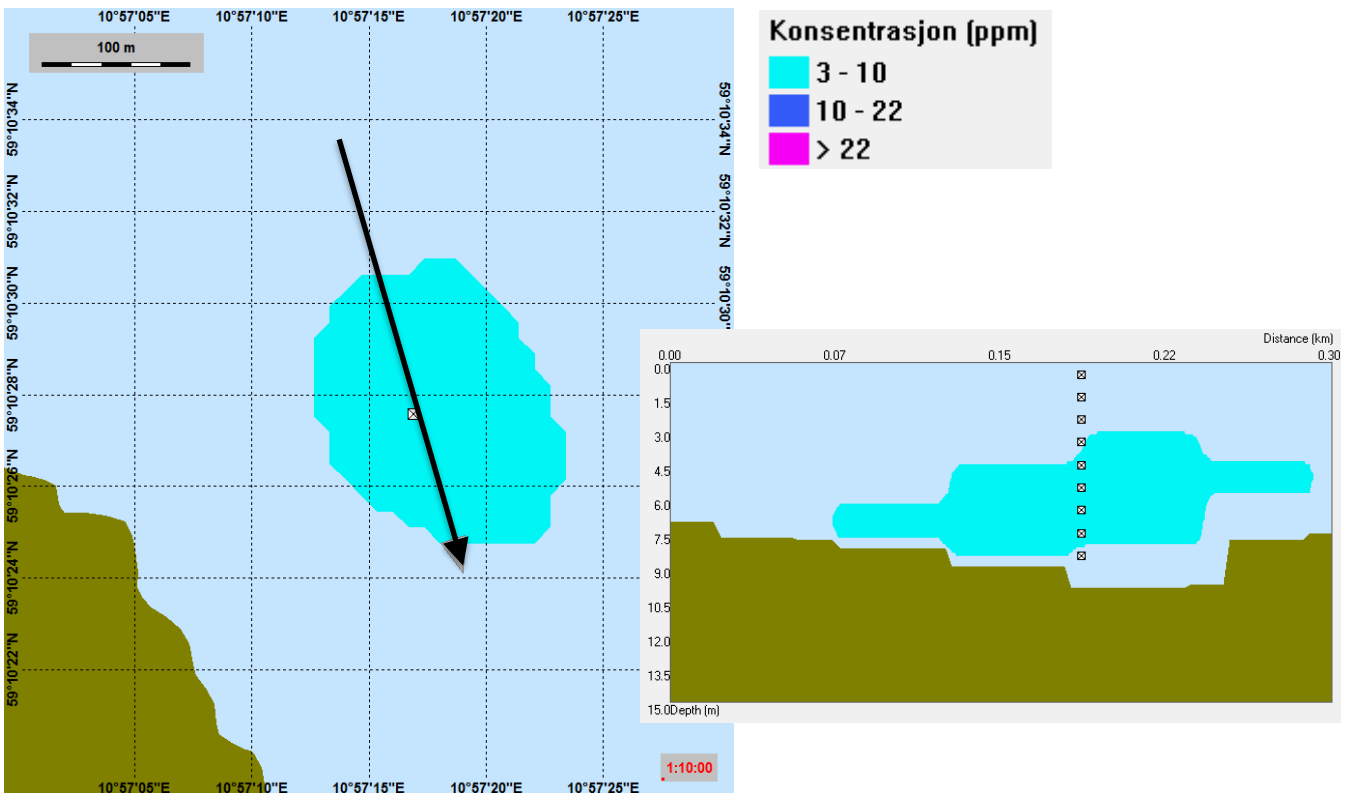 10°57'05"E 10°57'10"E 10°57'15"E 10°57'20"E 10°57'25"E
100 m
59°10'34"N
59°10'32"N
59°10'30"N
59°10'28"N
59°10'26"N
59°10'24"N
59°10'22"N
59°10'34"N
59°10'32"N
59°10'30"N
10°57'05"E 10°57'10"E 10°57'15"E 10°57'20"E 10°57'25"E
1:10:00
Konsentrasjon (ppm)
3 - 10
10 - 22
> 22
Distance (km)
0.00 0.07 0.15 0.22 0.30
0.0
1.5
3.0
4.5
6.0
7.5
9.0
10.5
12.0
13.5
15.0 Depth (m)